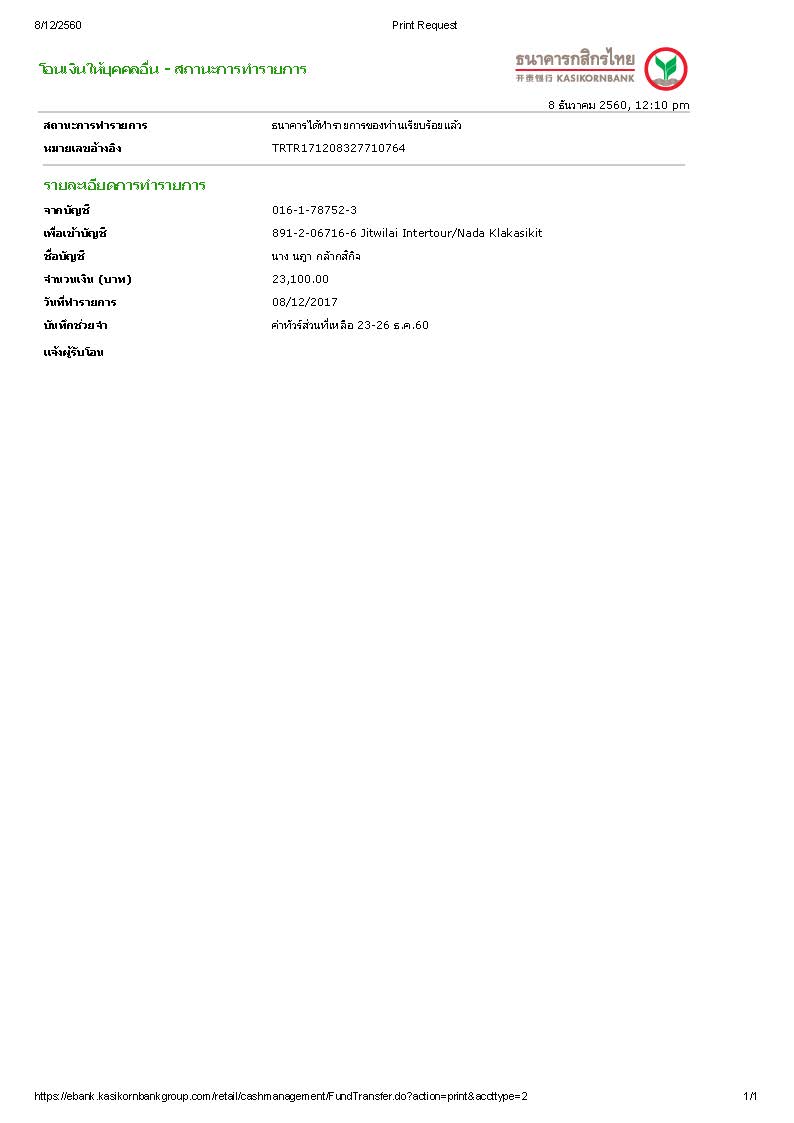 8/12/2560 Print Request
ธนาคารกสิกรไทย
开泰银行 KASIKORNBANK
โอนเงินให้บุคคลอื่น - สถานะการทำรายการ
8 ธันวาคม 2560, 12:10 pm
สถานะการทำรายการ ธนาคารได้ทำรายการของท่านเรียบร้อยแล้ว
หมายเลขอ้างอิง TRTR171208327710764
รายละเอียดการทำรายการ
จากบัญชี 016-1-78752-3
เพื่อเข้าบัญชี 891-2-06716-6 Jitwilai Intertour/Nada Klakasikit
ชื่อบัญชี นาง นฎา กล้ากสิกิจ
จำนวนเงิน (บาท) 23,100.00
วันที่ทำรายการ 08/12/2017
บันทึกช่วยจำ ค่าทัวร์ส่วนที่เหลือ 23-26 ธ.ค.60
แจ้งผู้รับโอน
https://ebank.kasikornbankgroup.com/retail/cashmanagement/FundTransfer.do?action=print&accttype=2 1/1